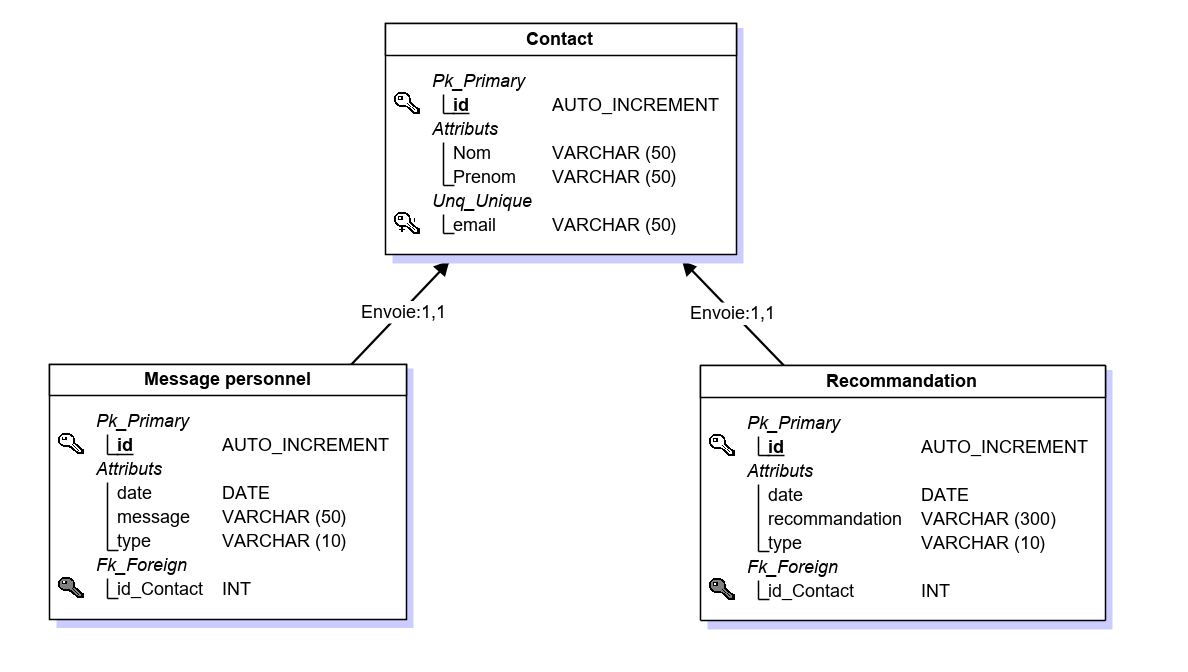 Contact
Pk_Primary
id AUTO_INCREMENT
Attributs
Nom VARCHAR (50)
Prenom VARCHAR (50)
Unq_Unique
email VARCHAR (50)
Envoie:1,1
Envoie:1,1
Message personnel
Pk_Primary
id AUTO_INCREMENT
Attributs
date DATE
message VARCHAR (50)
type VARCHAR (10)
Fk_Foreign
id_Contact INT
Recommandation
Pk_Primary
id AUTO_INCREMENT
Attributs
date DATE
recommandation VARCHAR (300)
type VARCHAR (10)
Fk_Foreign
id_Contact INT